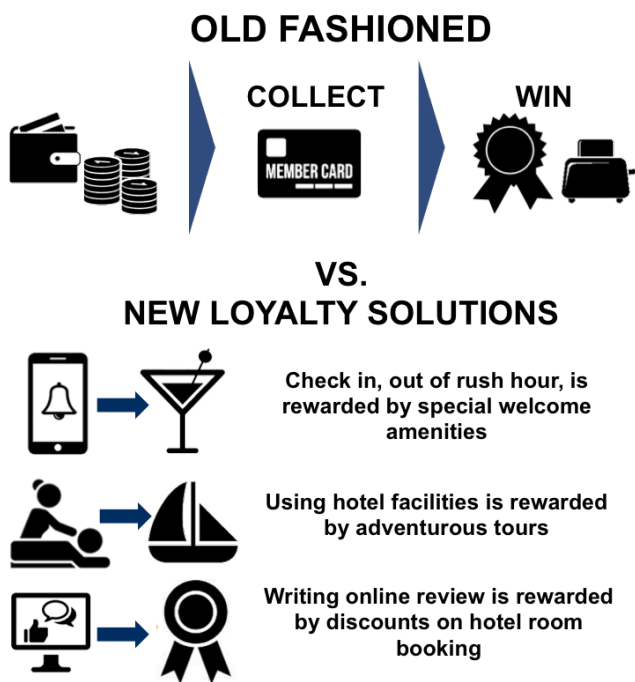 OLD FASHIONED
COLLECT
WIN
MEMBER CARD
VS.
NEW LOYALTY SOLUTIONS
Check in, out of rush hour, is
rewarded by special welcome
amenities
Using hotel facilities is rewarded
by adventurous tours
Writing online review is rewarded
by discounts on hotel room
booking